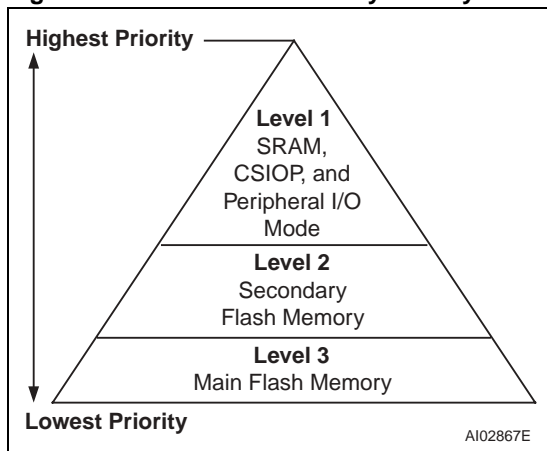 Highest Priority
Level 1
SRAM,
CSIOP, and
Peripheral I/O
Mode
Level 2
Secondary
Flash Memory
Level 3
Main Flash Memory
Lowest Priority
AI02867E